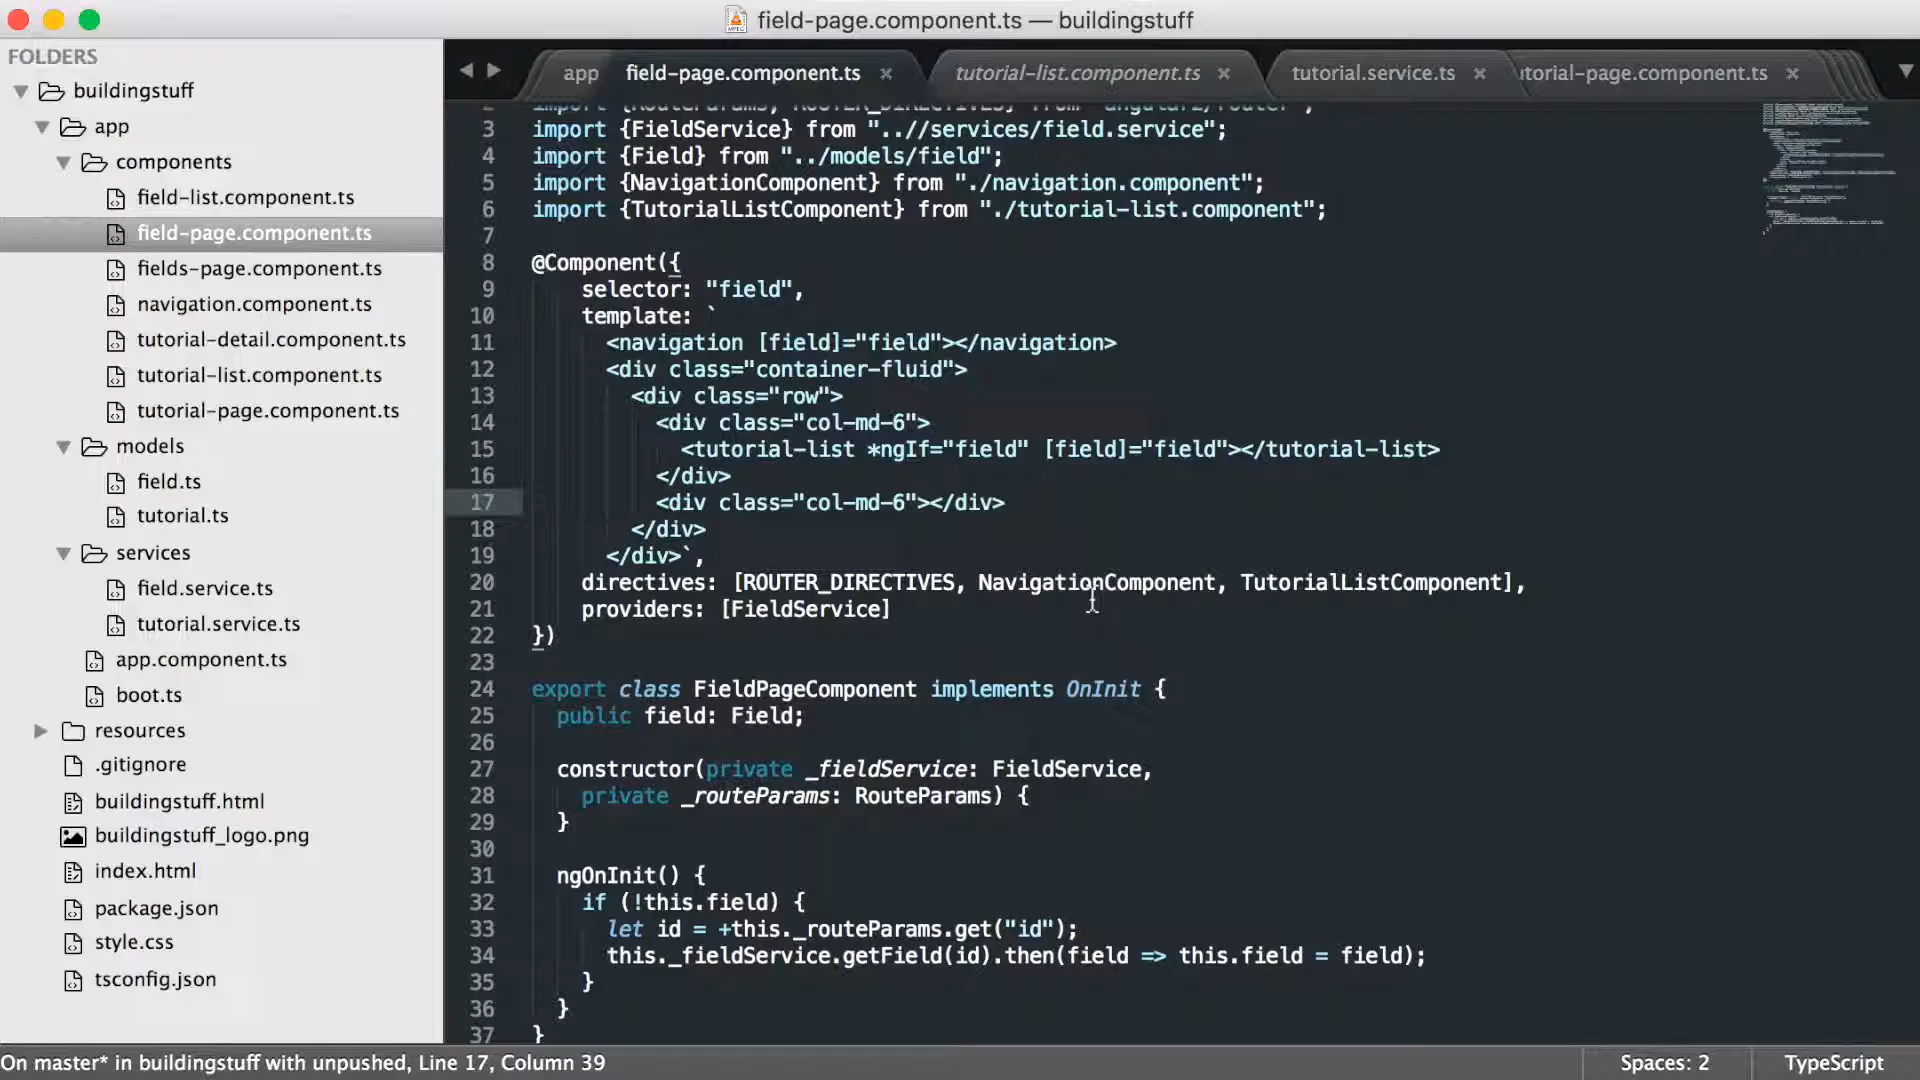 field-page.component.ts — buildingstuff
FOLDERS
buildingstuff
app
components
field-list.component.ts
field-page.component.ts
fields-page.component.ts
navigation.component.ts
tutorial-detail.component.ts
tutorial-list.component.ts
tutorial-page.component.ts
models
field.ts
tutorial.ts
services
field.service.ts
tutorial.service.ts
app.component.ts
boot.ts
resources
.gitignore
buildingstuff.html
buildingstuff_logo.png
index.html
package.json
style.css
tsconfig.json
app field-page.component.ts ×
tutorial-list.component.ts ×
tutorial.service.ts ×
torial-page.component.ts ×
2 import {RouteParams, ROUTER_DIRECTIVES} from "angular2/router";
3 import {FieldService} from "..//services/field.service";
4 import {Field} from "../models/field";
5 import {NavigationComponent} from "./navigation.component";
6 import {TutorialListComponent} from "./tutorial-list.component";
7
8 @Component({
9 selector: "field",
10 template: `
11 <navigation [field]="field"></navigation>
12 <div class="container-fluid">
13 <div class="row">
14 <div class="col-md-6">
15 <tutorial-list *ngIf="field" [field]="field"></tutorial-list>
16 </div>
17 <div class="col-md-6"></div>
18 </div>
19 </div>`,
20 directives: [ROUTER_DIRECTIVES, NavigationComponent, TutorialListComponent],
21 providers: [FieldService]
22 })
23
24 export class FieldPageComponent implements OnInit {
25 public field: Field;
26
27 constructor(private _fieldService: FieldService,
28 private _routeParams: RouteParams) {
29 }
30
31 ngOnInit() {
32 if (!this.field) {
33 let id = +this._routeParams.get("id");
34 this._fieldService.getField(id).then(field => this.field = field);
35 }
36 }
37 }
On master* in buildingstuff with unpushed, Line 17, Column 39
Spaces: 2
TypeScript